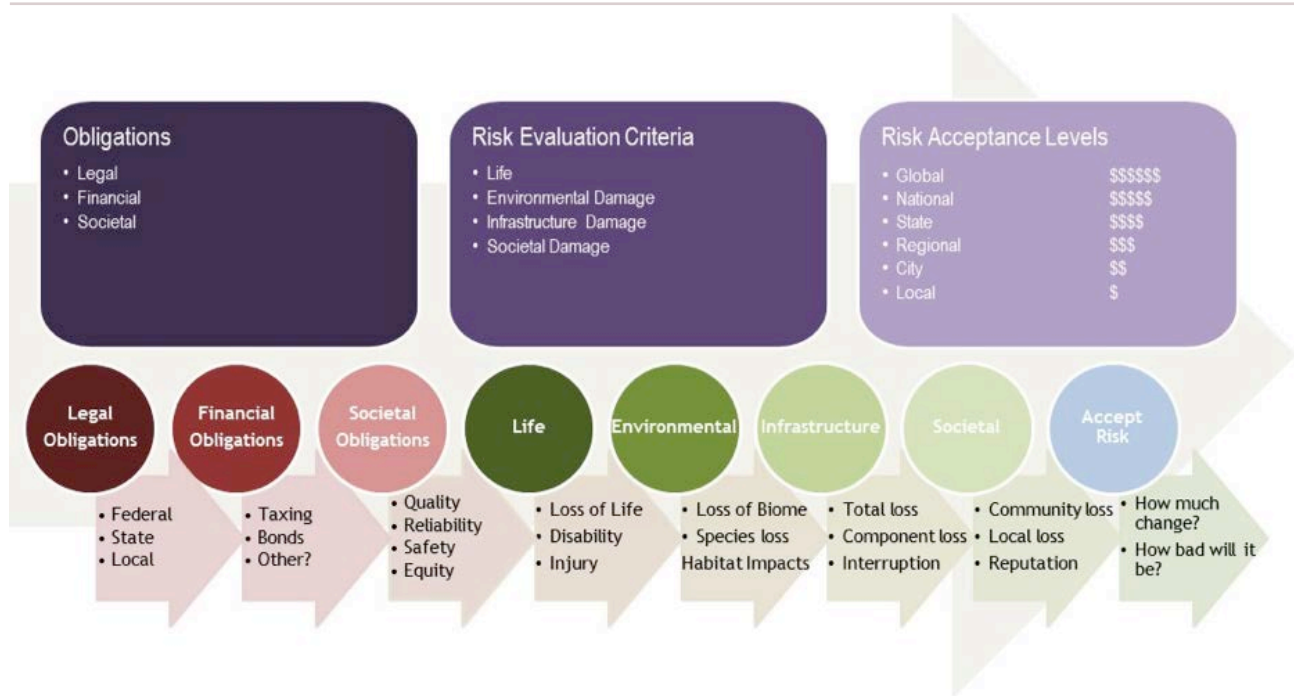 Obligations
• Legal
• Financial
• Societal
Risk Evaluation Criteria
• Life
• Environmental Damage
• Infrastructure Damage
• Societal Damage
Risk Acceptance Levels
• Global $$$$$$
• National $$$$$
• State $$$$
• Regional $$$
• City $$
• Local $
Legal
Obligations
• Federal
• State
• Local
Financial
Obligations
• Taxing
• Bonds
• Other?
Societal
Obligations
• Quality
• Reliability
• Safety
• Equity
Life
• Loss of Life
• Disability
• Injury
Environmental
• Loss of Biome
• Species loss
Habitat Impacts
Infrastructure
• Total loss
• Component loss
• Interruption
Societal
• Community loss
• Local loss
• Reputation
Accept
Risk
• How much
change?
• How bad will it
be?